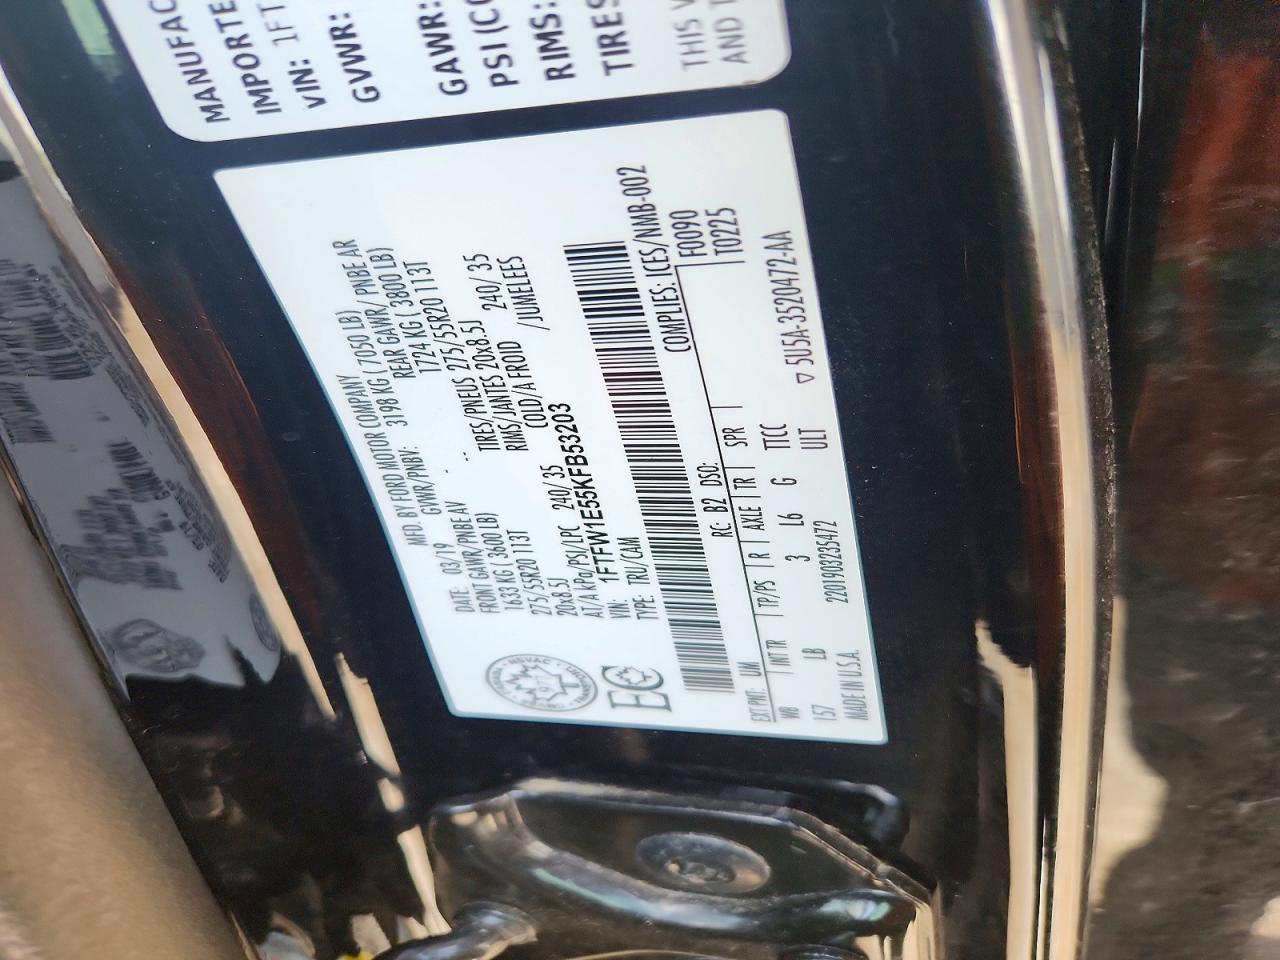 MANUFAC
IMPORTE
VIN: 1FT
GVWR:
GAWR:
PSI (CO
RIMS:
TIRES
THIS V
AND T
MFD. BY FORD MOTOR COMPANY
DATE: 03/19 GWWR/PNBV: 3198 KG ( 7050 LB)
FRONT GAWR/PNBE AV REAR GAWR/ PNBE AR
1633 KG ( 3600 LB) 1724 KG ( 3800 LB)
275/55R20 113T -- TIRES/PNEUS 275/55R20 113T
20x8.5J RIMS/JANTES 20x8.5J
AT/A kPa/PSI/LPC 240/35 COLD/A FROID 240/35
VIN: 1FTFW1E55KFB53203 /JUMELEES
TYPE: TRU/CAM
EC
COMPLIES: ICES/NMB-002
EXT PNT: UM RC: B2 DSO: F0090
WB INT TR TP/PS R AXLE TR SPR T0225
157 LB 3 L6 G TTCC
ULT
MADE IN U.S.A. 220190323547​2 ▽ 5U5A-3520472-AA